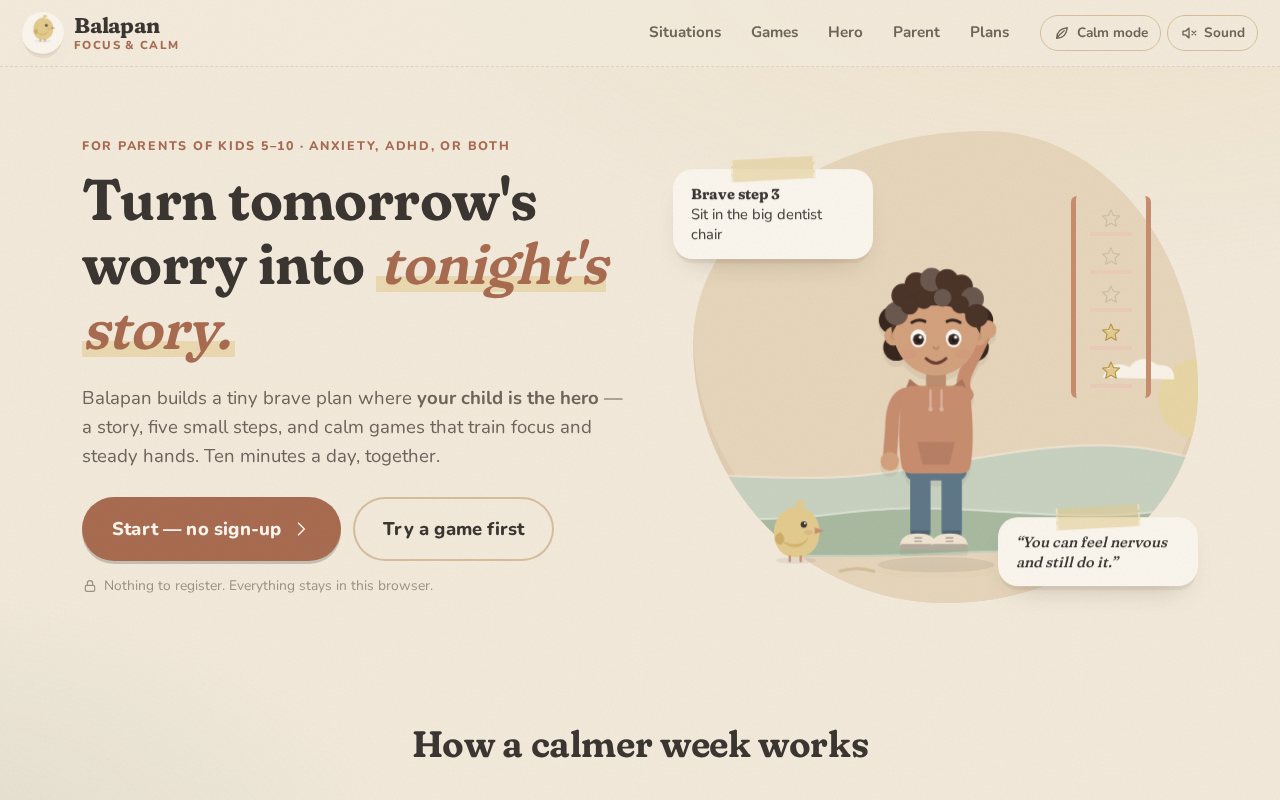 Balapan
FOCUS & CALM
Situations
Games
Hero
Parent
Plans
Calm mode
Sound
FOR PARENTS OF KIDS 5–10 · ANXIETY, ADHD, OR BOTH
Turn tomorrow's
worry into tonight's
story.
Balapan builds a tiny brave plan where your child is the hero —
a story, five small steps, and calm games that train focus and
steady hands. Ten minutes a day, together.
Start — no sign-up
Try a game first
Nothing to register. Everything stays in this browser.
Brave step 3
Sit in the big dentist
chair
“You can feel nervous
and still do it.”
How a calmer week works